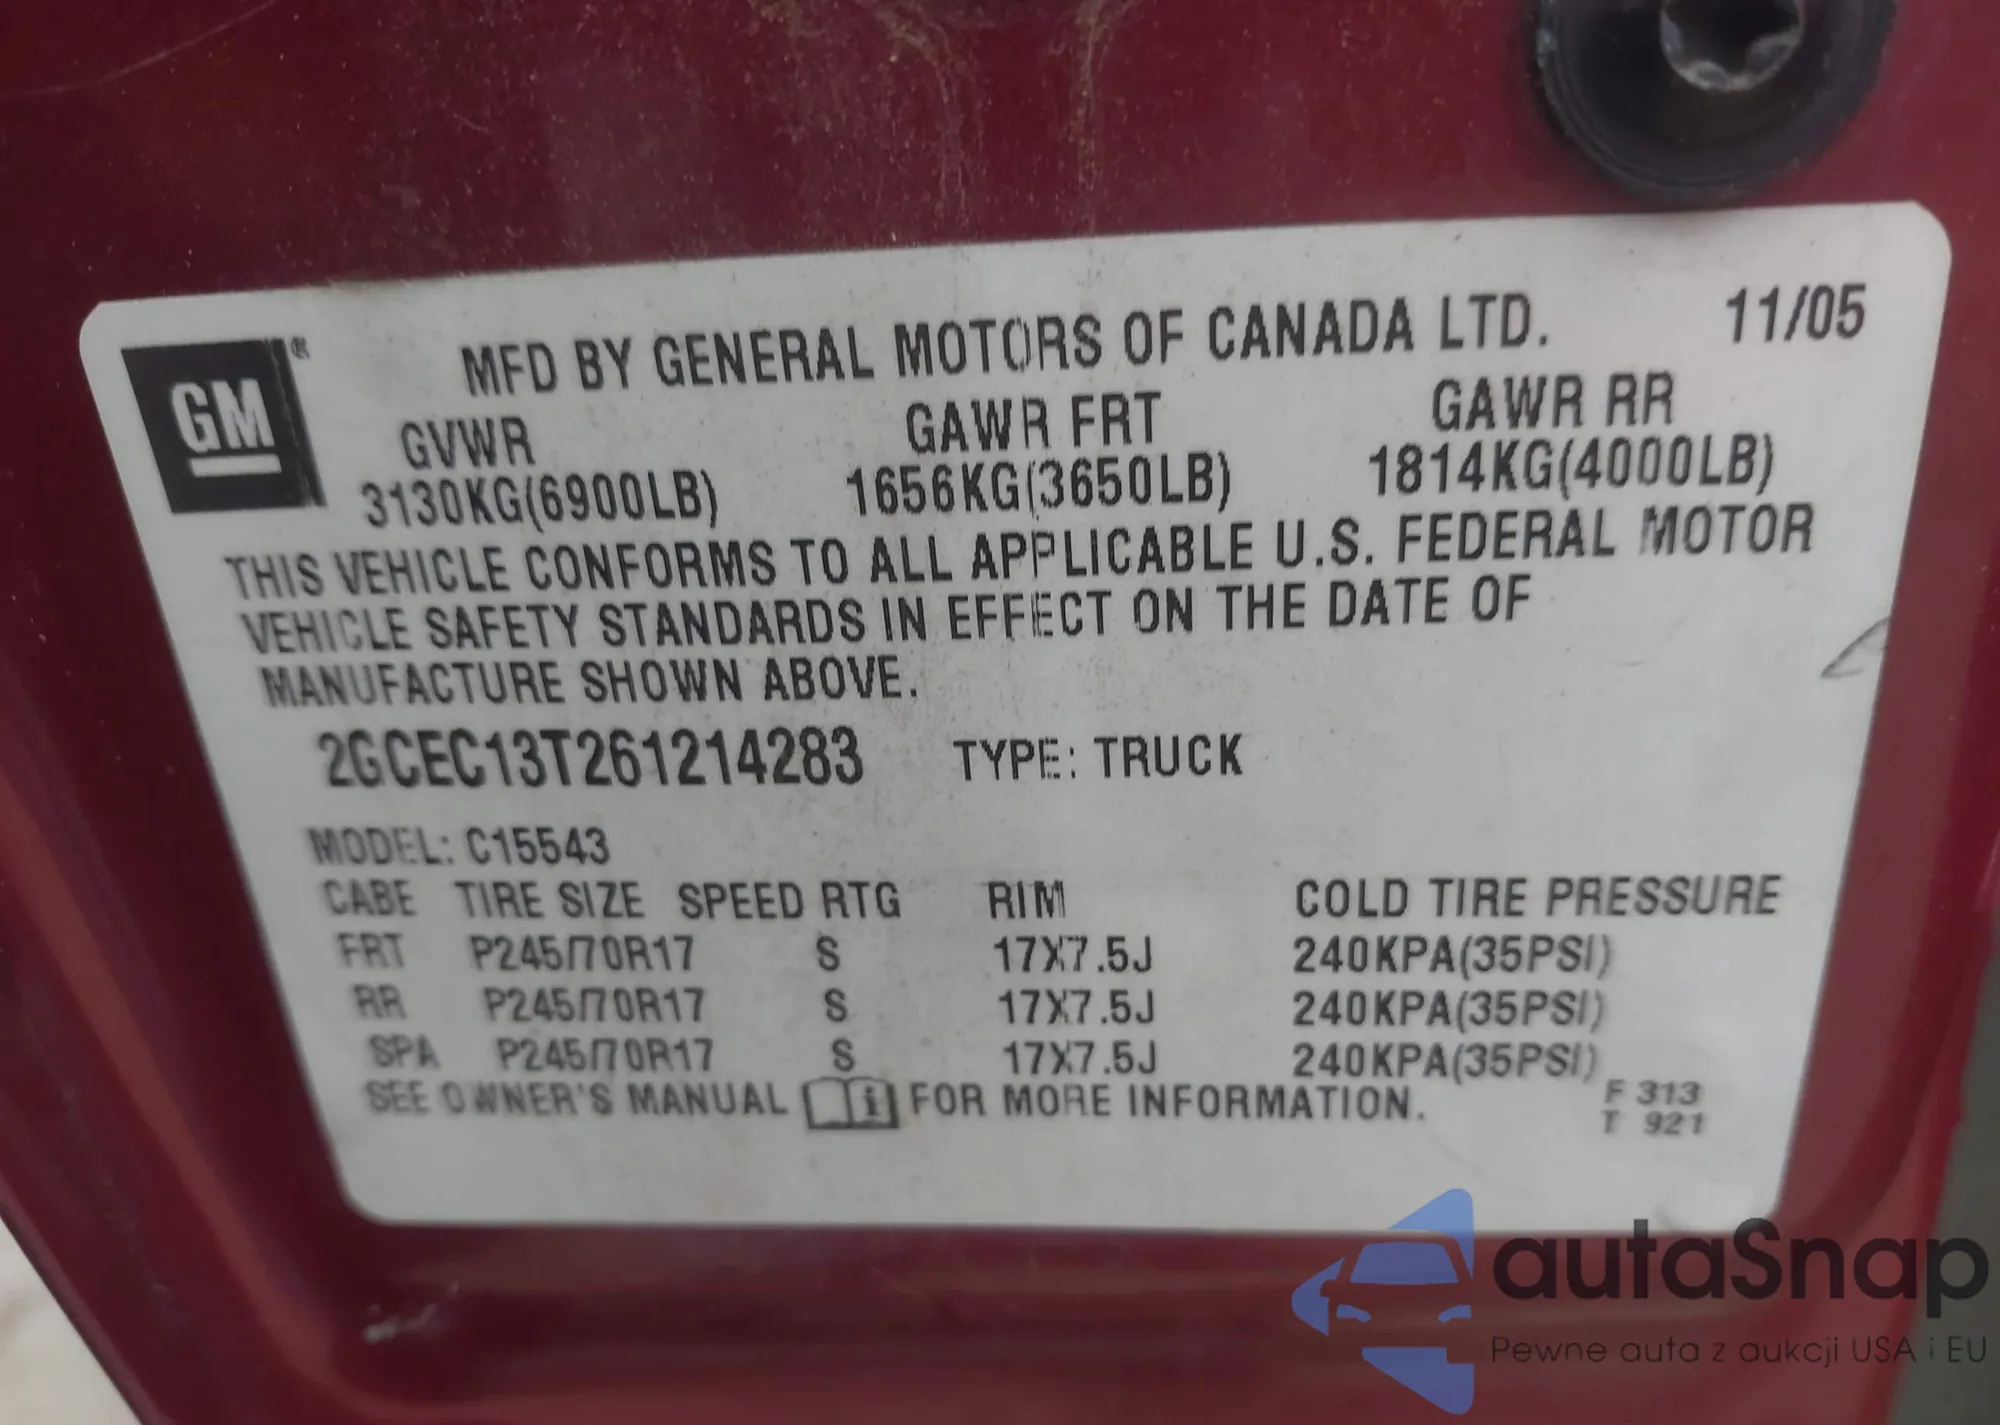 MFD BY GENERAL MOTORS OF CANADA LTD. 11/05
GM ®
GVWR GAWR FRT GAWR RR
3130KG(6900LB) 1656KG(3650LB) 1814KG(4000LB)
THIS VEHICLE CONFORMS TO ALL APPLICABLE U.S. FEDERAL MOTOR
VEHICLE SAFETY STANDARDS IN EFFECT ON THE DATE OF
MANUFACTURE SHOWN ABOVE.
2GCEC13T261214283 TYPE: TRUCK
MODEL: C15543
CABE TIRE SIZE SPEED RTG RIM COLD TIRE PRESSURE
FRT P245/70R17 S 17X7.5J 240KPA(35PSI)
RR P245/70R17 S 17X7.5J 240KPA(35PSI)
SPA P245/70R17 S 17X7.5J 240KPA(35PSI)
SEE OWNER'S MANUAL i FOR MORE INFORMATION.
F 313
T 921
autaSnap
Pewne auta z aukcji USA i EU